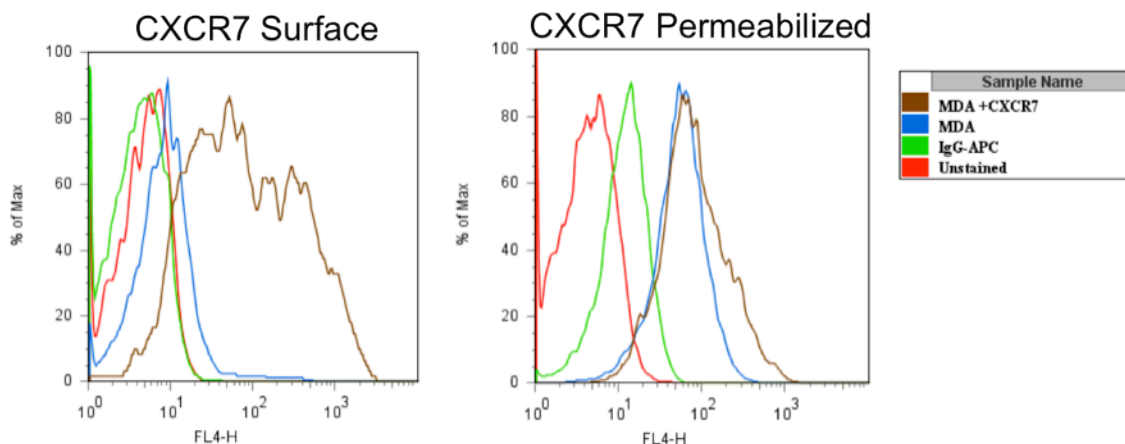 CXCR7 Surface
100
80
60
40
20
0
% of Max
10^0
10^1
10^2
10^3
FL4-H
CXCR7 Permeabilized
100
80
60
40
20
0
% of Max
10^0
10^1
10^2
10^3
FL4-H
Sample Name
MDA +CXCR7
MDA
IgG-APC
Unstained